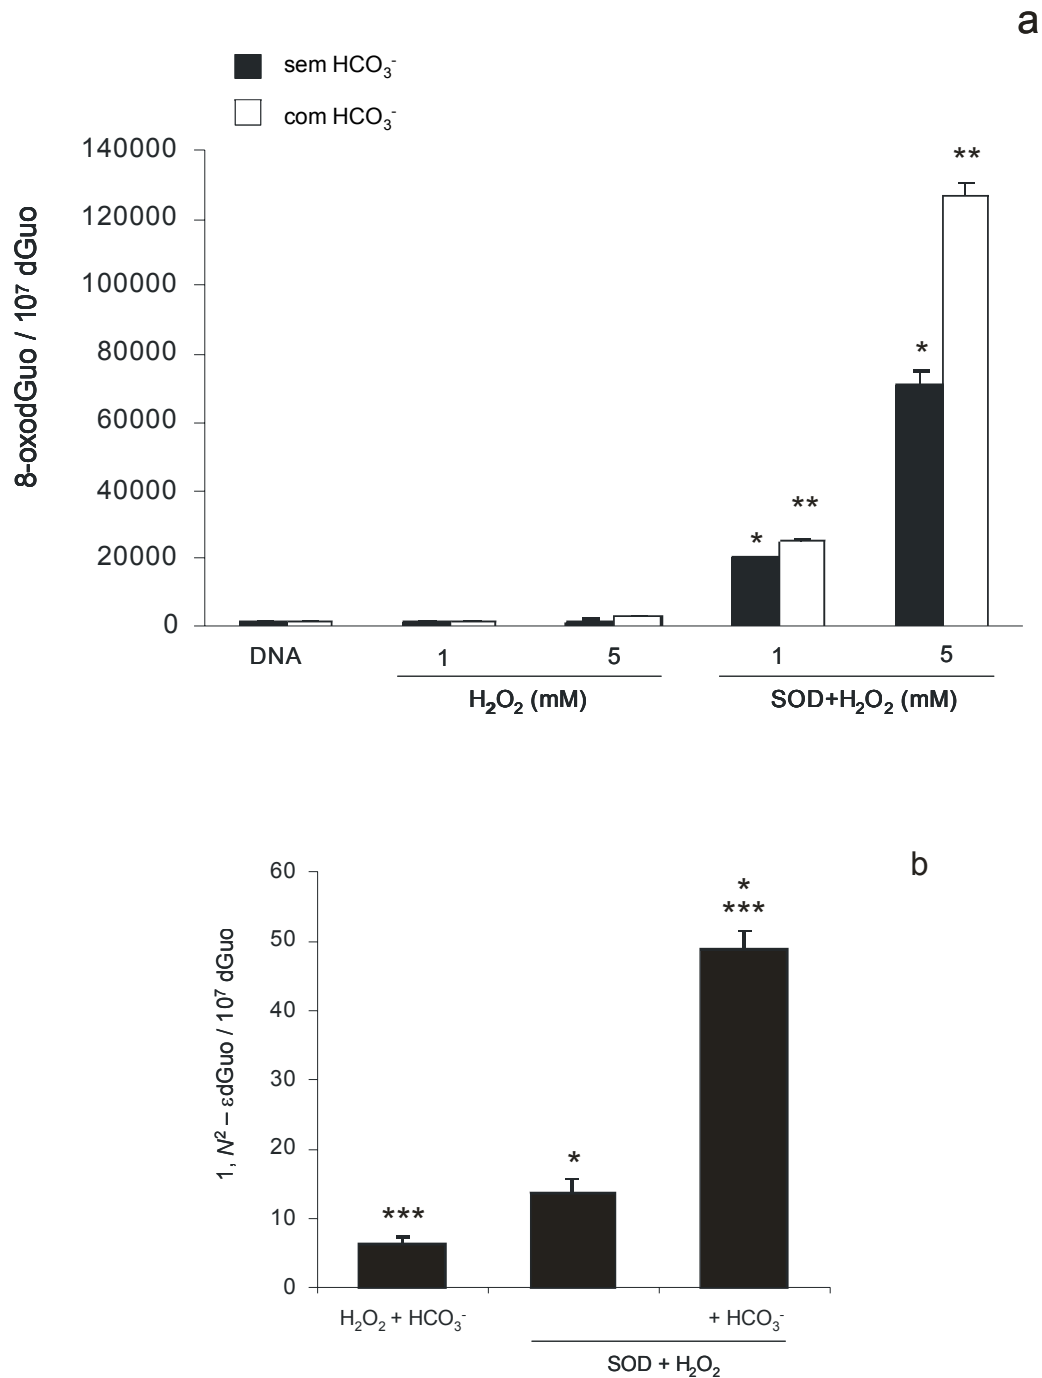 a
sem HCO₃⁻
com HCO₃⁻
8-oxodGuo / 10⁷ dGuo
140000
120000
100000
80000
60000
40000
20000
0
**
*
* **
DNA 1 5 1 5
H₂O₂ (mM) SOD+H₂O₂ (mM)
b
1, N² – εdGuo / 10⁷ dGuo
60
50
40
30
20
10
0
*
***
*
***
H₂O₂ + HCO₃⁻ + HCO₃⁻
SOD + H₂O₂